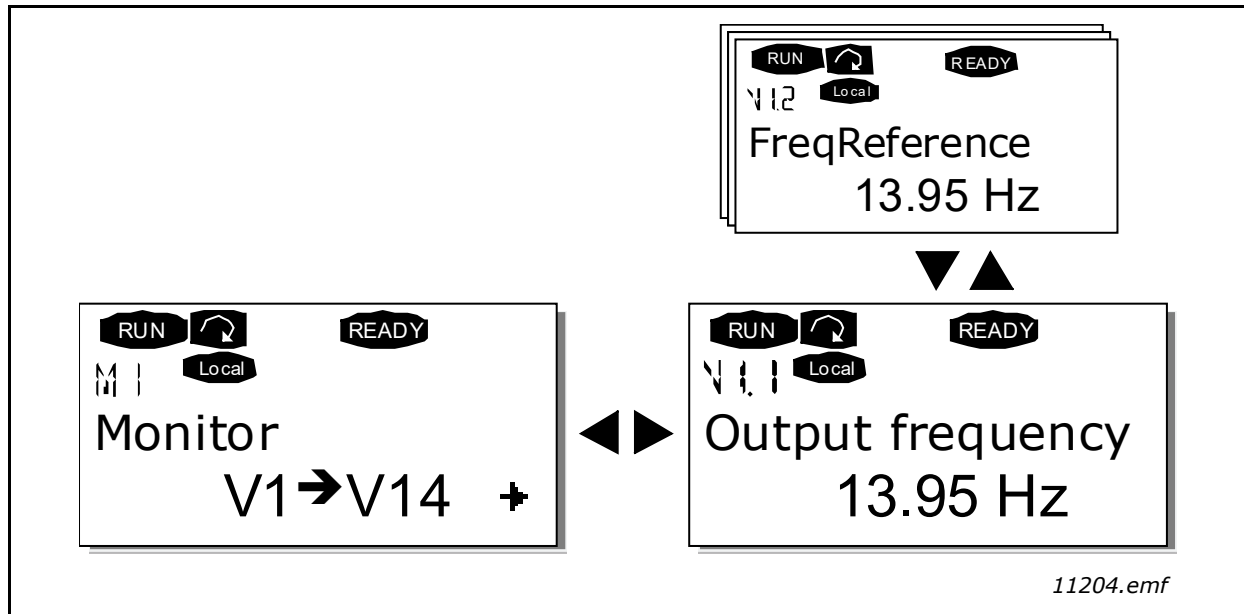 RUN READY
V1.2 Local
FreqReference
13.95 Hz
RUN READY
M1 Local
Monitor
V1➔V14
RUN READY
V1.1 Local
Output frequency
13.95 Hz
11204.emf